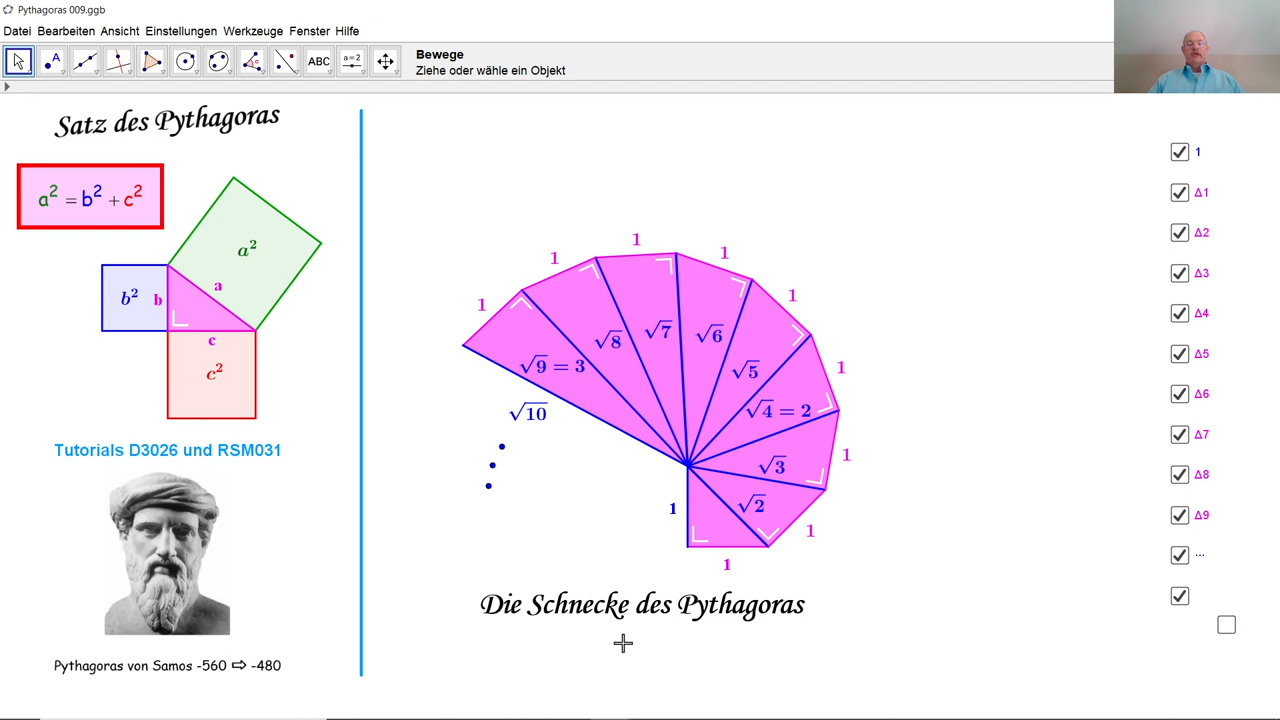 Pythagoras 009.ggb
Datei Bearbeiten Ansicht Einstellungen Werkzeuge Fenster Hilfe
A
ABC
a=2
Bewege
Ziehe oder wähle ein Objekt
Satz des Pythagoras
a² = b² + c²
a²
b²
b
a
c
c²
Tutorials D3026 und RSM031
Pythagoras von Samos -560 ⇨ -480
1
1
1
1
1
1
1
1
1
√9 = 3
√8
√7
√6
√5
√4 = 2
√3
√2
√10
1
1
Die Schnecke des Pythagoras
1
Δ1
Δ2
Δ3
Δ4
Δ5
Δ6
Δ7
Δ8
Δ9
...